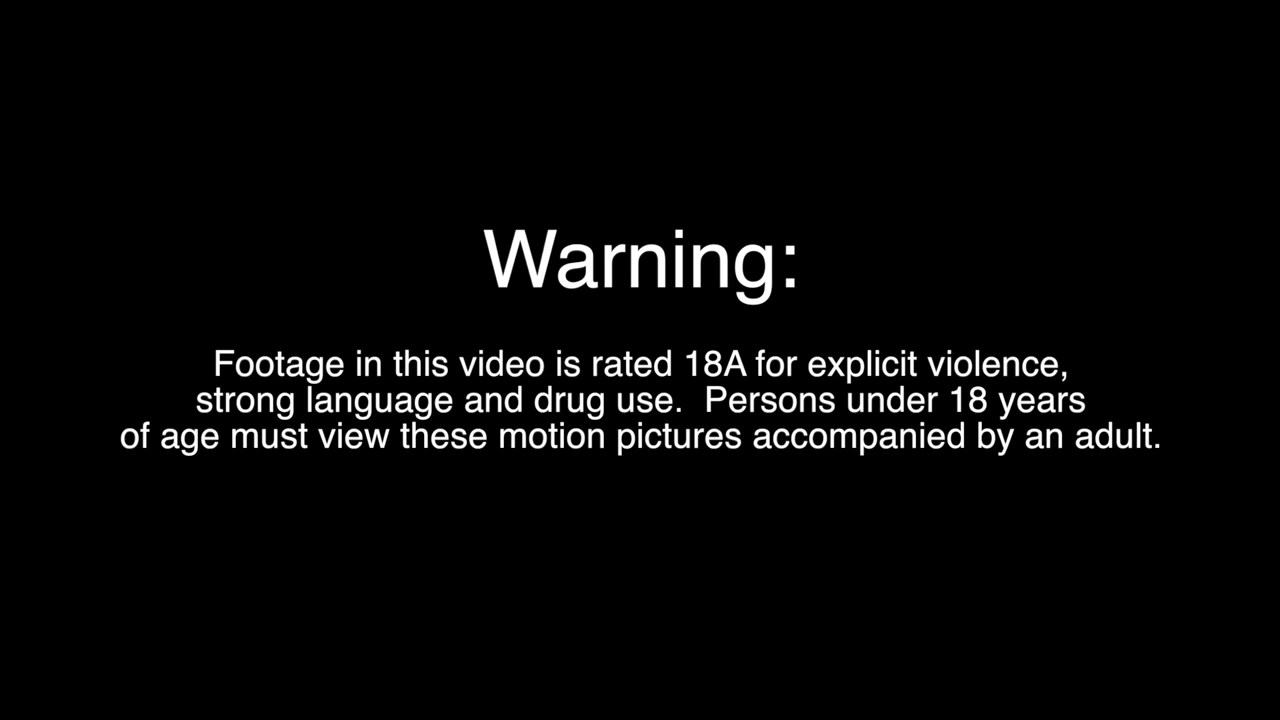 Warning:
Footage in this video is rated 18A for explicit violence,
strong language and drug use.  Persons under 18 years
of age must view these motion pictures accompanied by an adult.